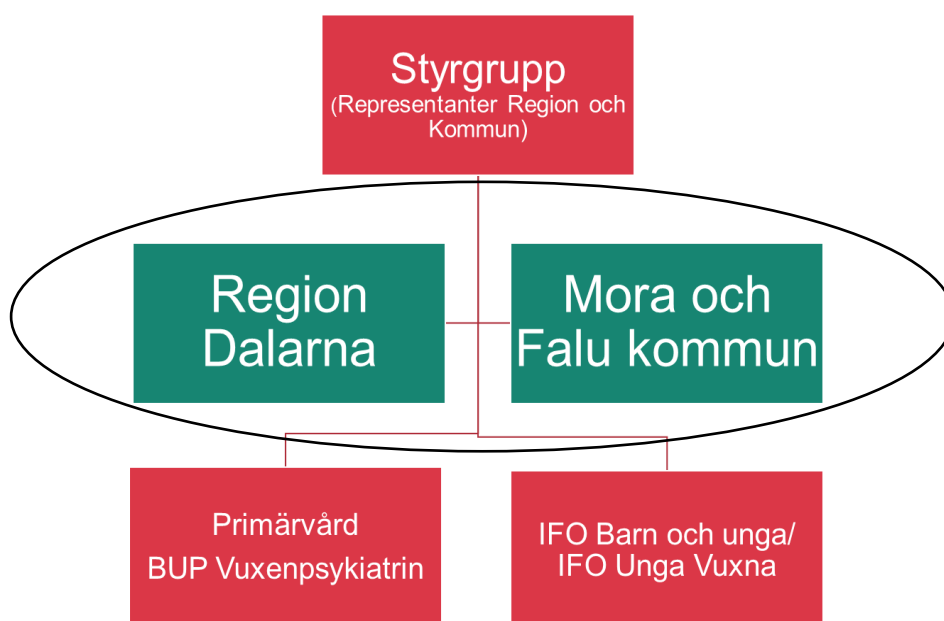 Styrgrupp
(Representanter Region och
Kommun)
Region
Dalarna
Mora och
Falu kommun
Primärvård
BUP Vuxenpsykiatrin
IFO Barn och unga/
IFO Unga Vuxna